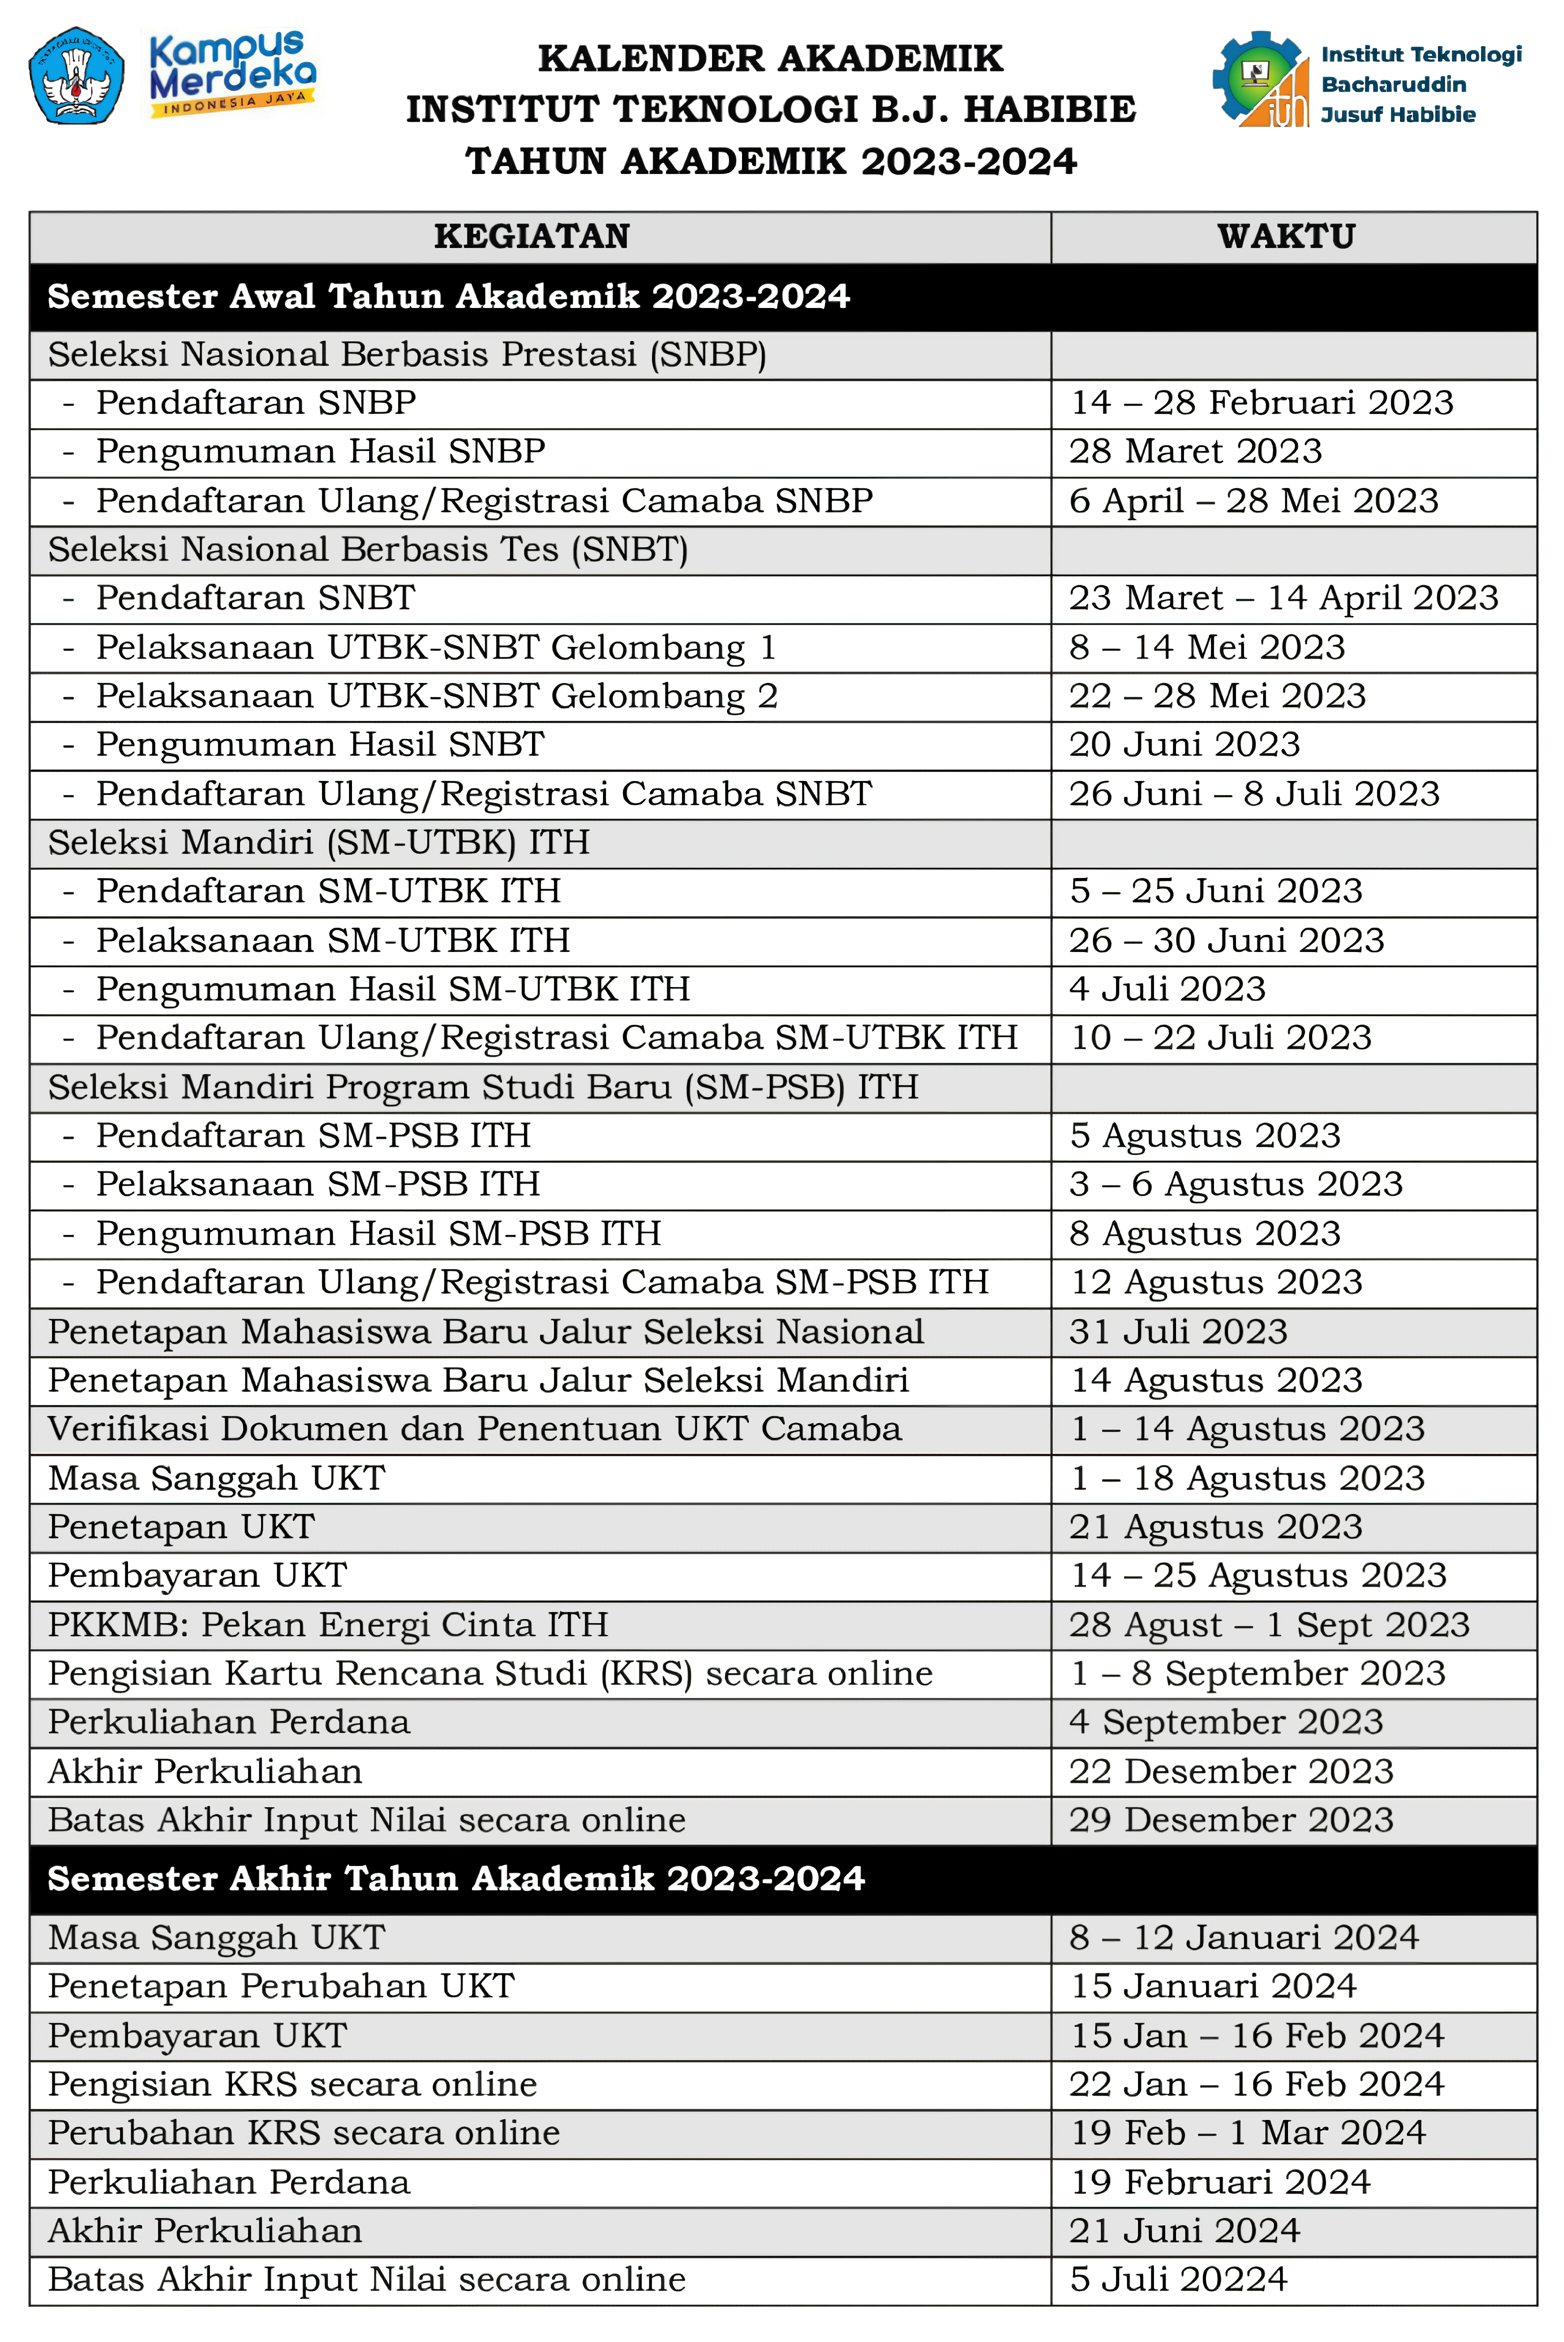 Kampus
Merdeka
INDONESIA JAYA
KALENDER AKADEMIK
INSTITUT TEKNOLOGI B.J. HABIBIE
TAHUN AKADEMIK 2023-2024
ith
Institut Teknologi
Bacharuddin
Jusuf Habibie
KEGIATAN WAKTU
Semester Awal Tahun Akademik 2023-2024
Seleksi Nasional Berbasis Prestasi (SNBP)
- Pendaftaran SNBP 14 – 28 Februari 2023
- Pengumuman Hasil SNBP 28 Maret 2023
- Pendaftaran Ulang/Registrasi Camaba SNBP 6 April – 28 Mei 2023
Seleksi Nasional Berbasis Tes (SNBT)
- Pendaftaran SNBT 23 Maret – 14 April 2023
- Pelaksanaan UTBK-SNBT Gelombang 1 8 – 14 Mei 2023
- Pelaksanaan UTBK-SNBT Gelombang 2 22 – 28 Mei 2023
- Pengumuman Hasil SNBT 20 Juni 2023
- Pendaftaran Ulang/Registrasi Camaba SNBT 26 Juni – 8 Juli 2023
Seleksi Mandiri (SM-UTBK) ITH
- Pendaftaran SM-UTBK ITH 5 – 25 Juni 2023
- Pelaksanaan SM-UTBK ITH 26 – 30 Juni 2023
- Pengumuman Hasil SM-UTBK ITH 4 Juli 2023
- Pendaftaran Ulang/Registrasi Camaba SM-UTBK ITH 10 – 22 Juli 2023
Seleksi Mandiri Program Studi Baru (SM-PSB) ITH
- Pendaftaran SM-PSB ITH 5 Agustus 2023
- Pelaksanaan SM-PSB ITH 3 – 6 Agustus 2023
- Pengumuman Hasil SM-PSB ITH 8 Agustus 2023
- Pendaftaran Ulang/Registrasi Camaba SM-PSB ITH 12 Agustus 2023
Penetapan Mahasiswa Baru Jalur Seleksi Nasional 31 Juli 2023
Penetapan Mahasiswa Baru Jalur Seleksi Mandiri 14 Agustus 2023
Verifikasi Dokumen dan Penentuan UKT Camaba 1 – 14 Agustus 2023
Masa Sanggah UKT 1 – 18 Agustus 2023
Penetapan UKT 21 Agustus 2023
Pembayaran UKT 14 – 25 Agustus 2023
PKKMB: Pekan Energi Cinta ITH 28 Agust – 1 Sept 2023
Pengisian Kartu Rencana Studi (KRS) secara online 1 – 8 September 2023
Perkuliahan Perdana 4 September 2023
Akhir Perkuliahan 22 Desember 2023
Batas Akhir Input Nilai secara online 29 Desember 2023
Semester Akhir Tahun Akademik 2023-2024
Masa Sanggah UKT 8 – 12 Januari 2024
Penetapan Perubahan UKT 15 Januari 2024
Pembayaran UKT 15 Jan – 16 Feb 2024
Pengisian KRS secara online 22 Jan – 16 Feb 2024
Perubahan KRS secara online 19 Feb – 1 Mar 2024
Perkuliahan Perdana 19 Februari 2024
Akhir Perkuliahan 21 Juni 2024
Batas Akhir Input Nilai secara online 5 Juli 20224